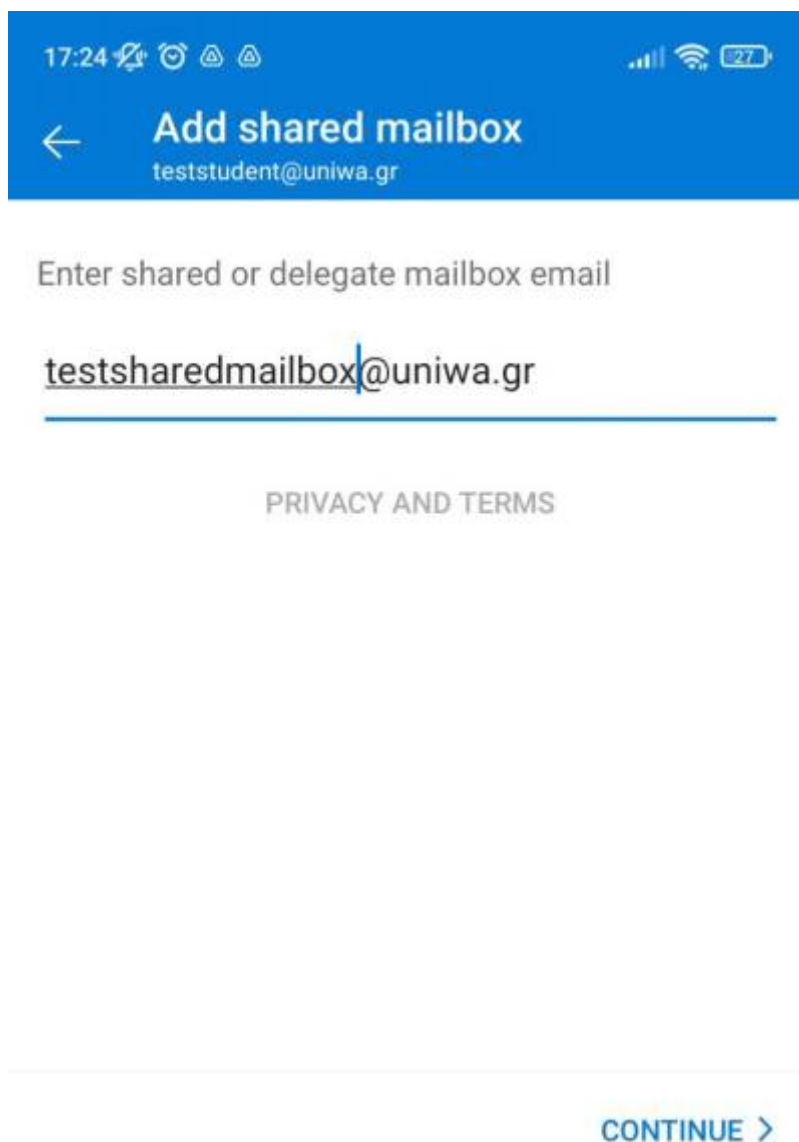 17:24 27
Add shared mailbox
teststudent@uniwa.gr
Enter shared or delegate mailbox email
testsharedmailbox@uniwa.gr
PRIVACY AND TERMS
CONTINUE >